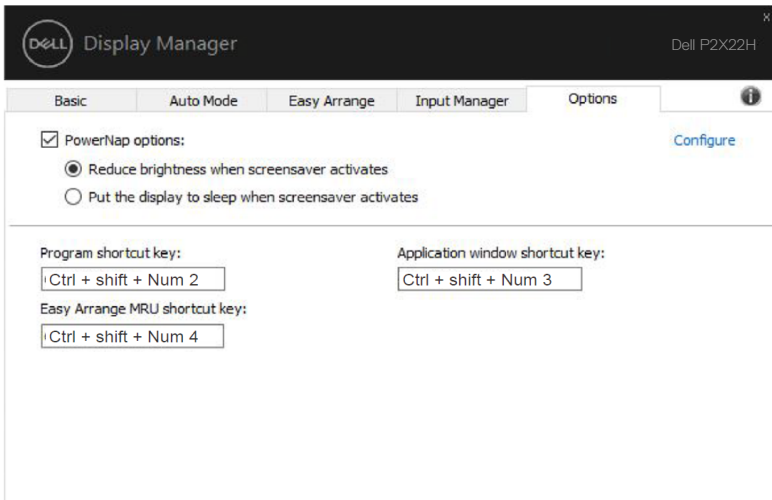 x
DELL Display Manager
Dell P2X22H
Basic Auto Mode Easy Arrange Input Manager Options
PowerNap options: Configure
Reduce brightness when screensaver activates
Put the display to sleep when screensaver activates
Program shortcut key: Application window shortcut key:
Ctrl + shift + Num 2 Ctrl + shift + Num 3
Easy Arrange MRU shortcut key:
Ctrl + shift + Num 4